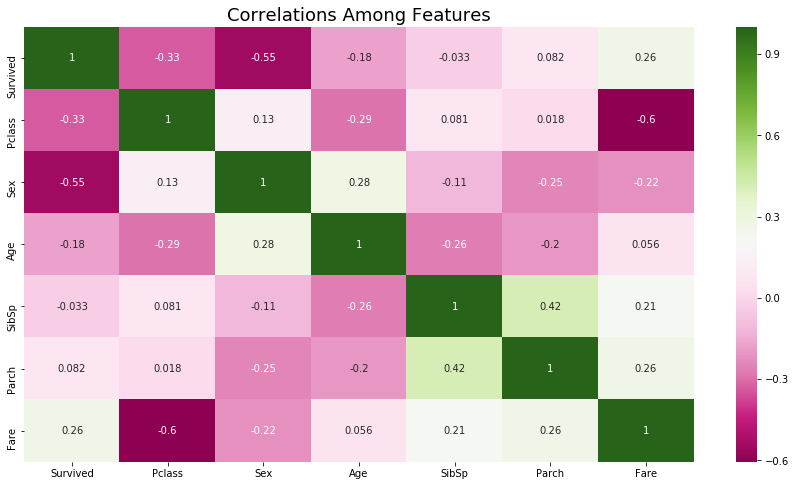 Correlations Among Features
Survived 1 -0.33 -0.55 -0.18 -0.033 0.082 0.26
Pclass -0.33 1 0.13 -0.29 0.081 0.018 -0.6
Sex -0.55 0.13 1 0.28 -0.11 -0.25 -0.22
Age -0.18 -0.29 0.28 1 -0.26 -0.2 0.056
SibSp -0.033 0.081 -0.11 -0.26 1 0.42 0.21
Parch 0.082 0.018 -0.25 -0.2 0.42 1 0.26
Fare 0.26 -0.6 -0.22 0.056 0.21 0.26 1
Survived Pclass Sex Age SibSp Parch Fare
0.9
0.6
0.3
0.0
-0.3
-0.6